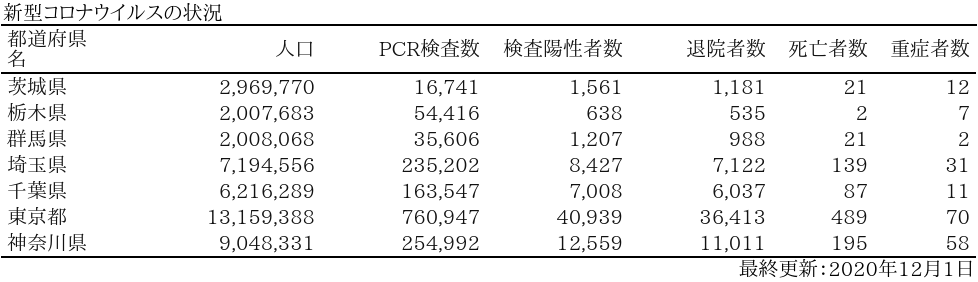 新型コロナウイルスの状況
都道府県名 人口 PCR検査数 検査陽性者数 退院者数 死亡者数 重症者数
茨城県 2,969,770 16,741 1,561 1,181 21 12
栃木県 2,007,683 54,416 638 535 2 7
群馬県 2,008,068 35,606 1,207 988 21 2
埼玉県 7,194,556 235,202 8,427 7,122 139 31
千葉県 6,216,289 163,547 7,008 6,037 87 11
東京都 13,159,388 760,947 40,939 36,413 489 70
神奈川県 9,048,331 254,992 12,559 11,011 195 58
最終更新：2020年12月1日